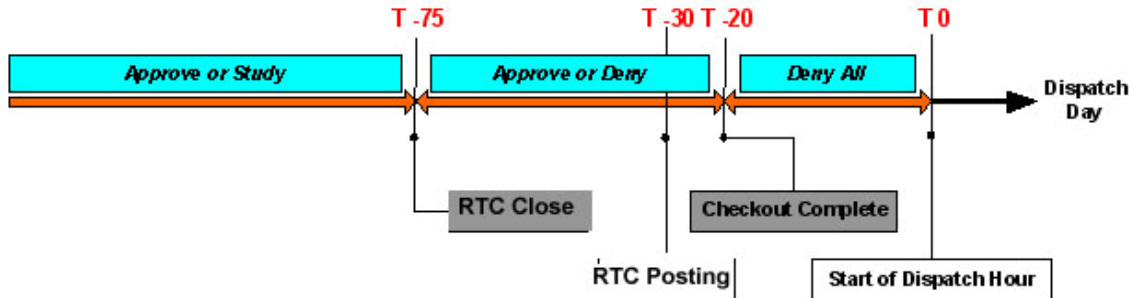 T -75 T -30 T -20 T 0
Approve or Study Approve or Deny Deny All
Dispatch
Day
RTC Close Checkout Complete
RTC Posting Start of Dispatch Hour